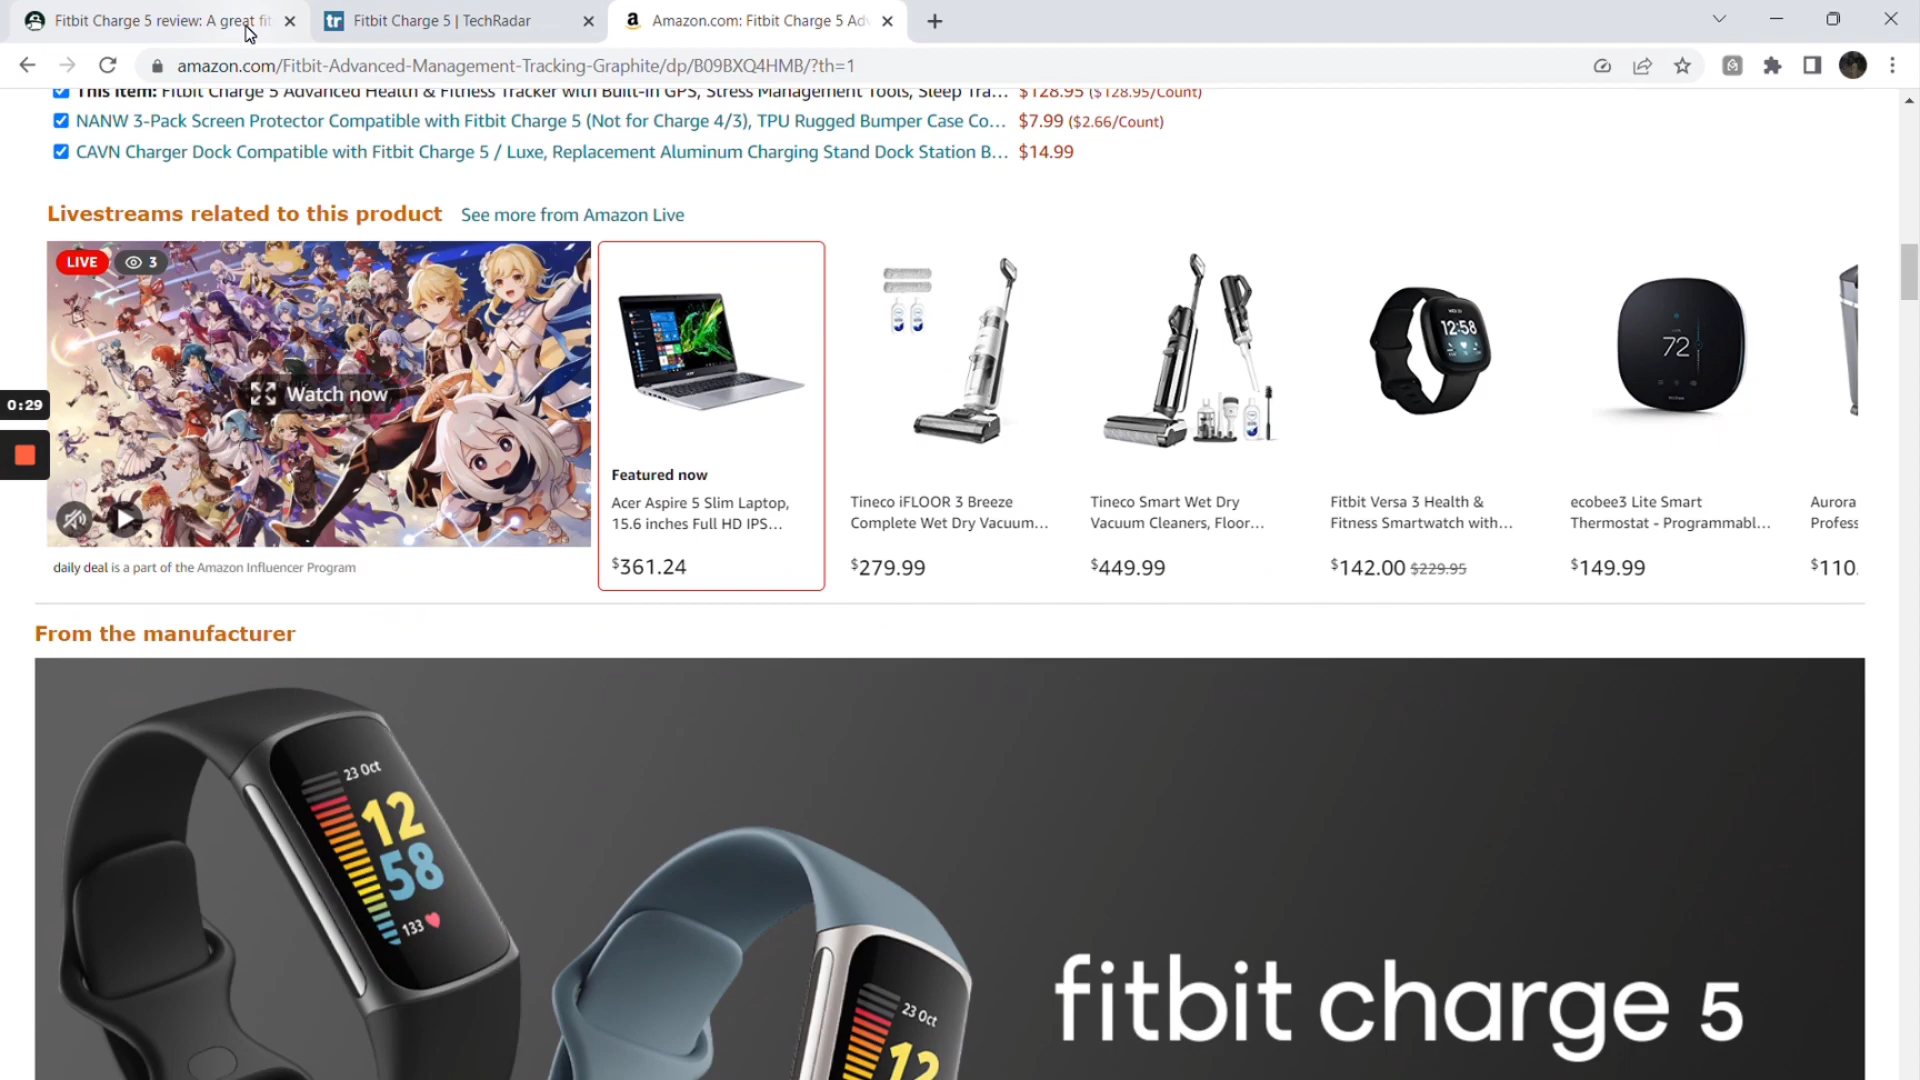 Fitbit Charge 5 review: A great fit
Fitbit Charge 5 | TechRadar
Amazon.com: Fitbit Charge 5 Adv
amazon.com/Fitbit-Advanced-Management-Tracking-Graphite/dp/B09BXQ4HMB/?th=1
This item: Fitbit Charge 5 Advanced Health & Fitness Tracker with Built-in GPS, Stress Management Tools, Sleep Tra... $128.95 ($128.95/Count)
NANW 3-Pack Screen Protector Compatible with Fitbit Charge 5 (Not for Charge 4/3), TPU Rugged Bumper Case Co... $7.99 ($2.66/Count)
CAVN Charger Dock Compatible with Fitbit Charge 5 / Luxe, Replacement Aluminum Charging Stand Dock Station B... $14.99
Livestreams related to this product See more from Amazon Live
LIVE 3
Watch now
0:29
daily deal is a part of the Amazon Influencer Program
Featured now
Acer Aspire 5 Slim Laptop,
15.6 inches Full HD IPS...
$361.24
Tineco iFLOOR 3 Breeze
Complete Wet Dry Vacuum...
$279.99
Tineco Smart Wet Dry
Vacuum Cleaners, Floor...
$449.99
12:58
Fitbit Versa 3 Health &
Fitness Smartwatch with...
$142.00 $229.95
72
ecobee3 Lite Smart
Thermostat - Programmabl...
$149.99
Aurora
Profess
$110.
From the manufacturer
23 Oct
12
58
133
23 Oct
12
fitbit charge 5